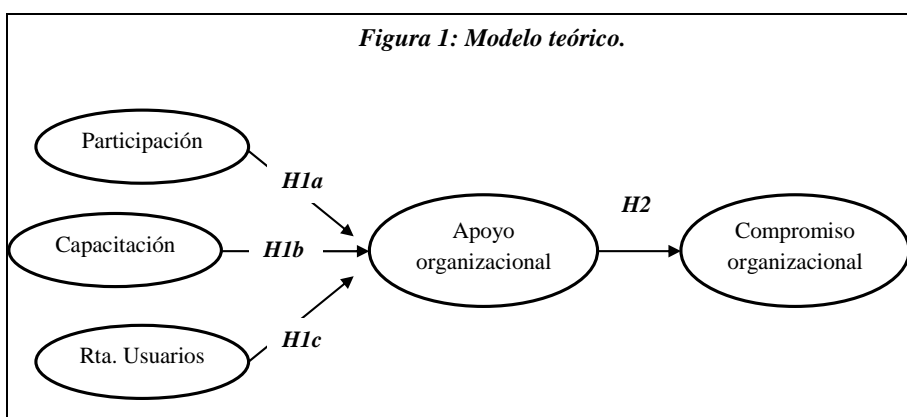 Figura 1: Modelo teórico.
Participación
H1a
Capacitación
H1b
Rta. Usuarios
H1c
Apoyo
organizacional
H2
Compromiso
organizacional